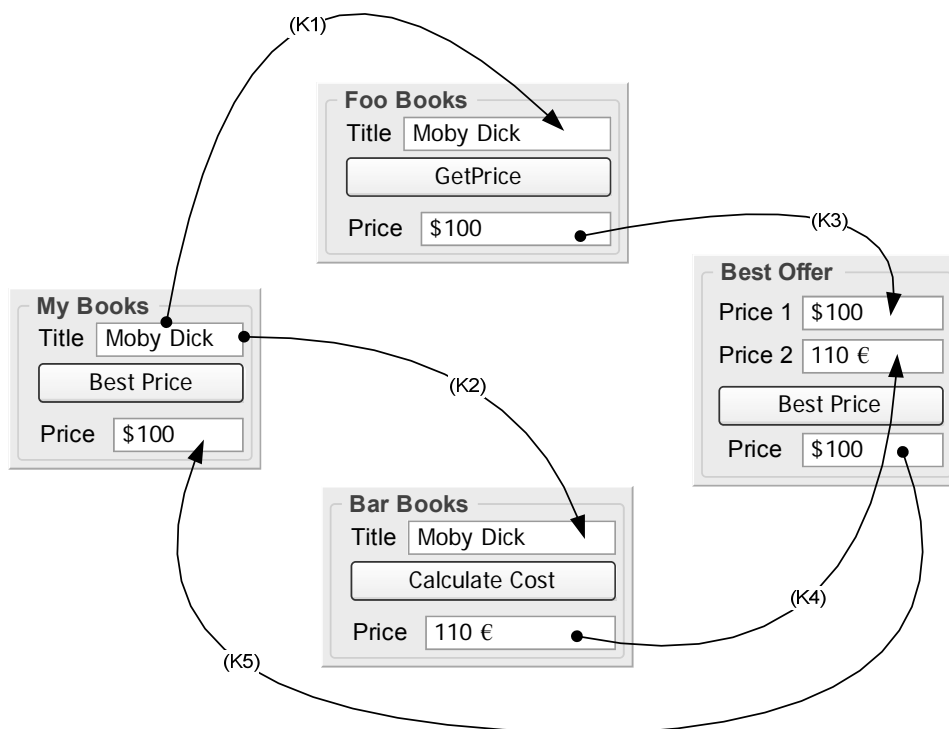 (K1)
Foo Books
Title Moby Dick
GetPrice
Price $100
(K3)
Best Offer
Price 1 $100
Price 2 110 €
Best Price
Price $100
My Books
Title Moby Dick
Best Price
Price $100
(K2)
Bar Books
Title Moby Dick
Calculate Cost
Price 110 €
(K4)
(K5)